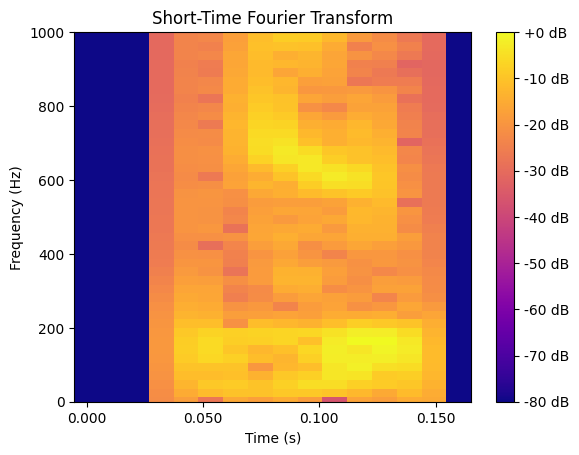 Short-Time Fourier Transform
1000
800
600
400
200
0
Frequency (Hz)
0.000
0.050
0.100
0.150
Time (s)
+0 dB
-10 dB
-20 dB
-30 dB
-40 dB
-50 dB
-60 dB
-70 dB
-80 dB